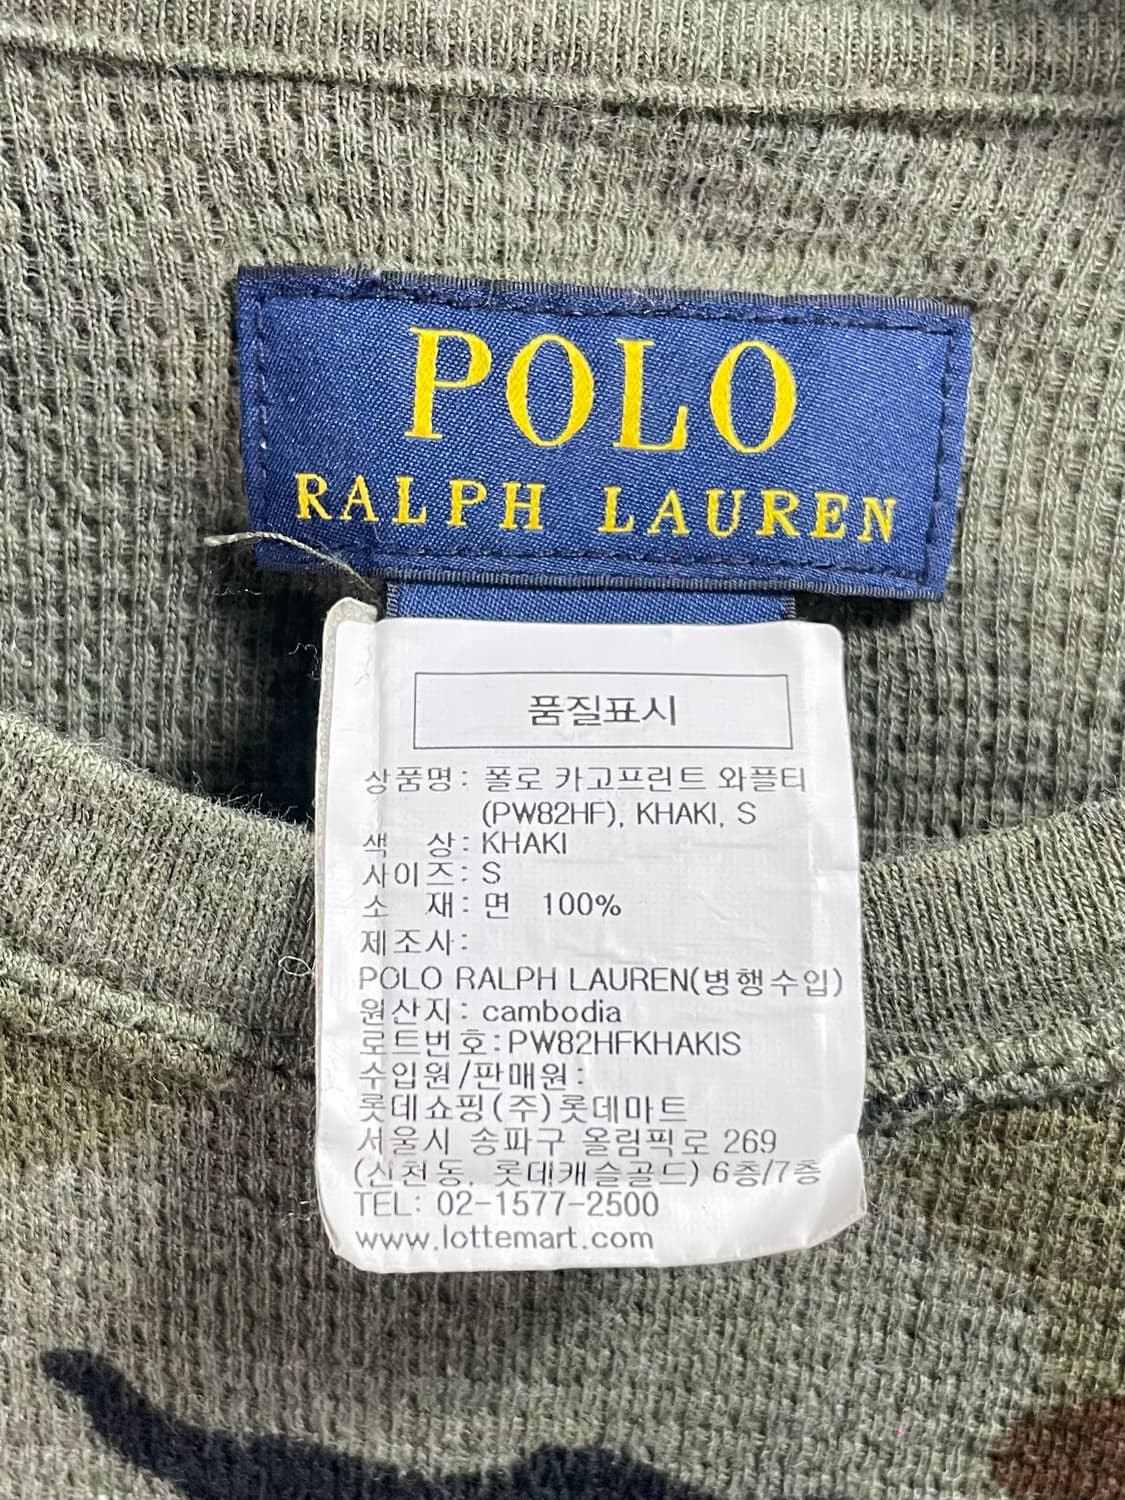 POLO
RALPH LAUREN
품질표시
상품명: 폴로 카고프린트 와플티
(PW82HF), KHAKI, S
색 상: KHAKI
사이즈: S
소 재: 면 100%
제조사:
POLO RALPH LAUREN(병행수입)
원산지: cambodia
로트번호:PW82HFKHAKIS
수입원/판매원:
롯데쇼핑(주)롯데마트
서울시 송파구 올림픽로 269
(신천동, 롯데캐슬골드) 6층/7층
TEL: 02-1577-2500
www.lottemart.com